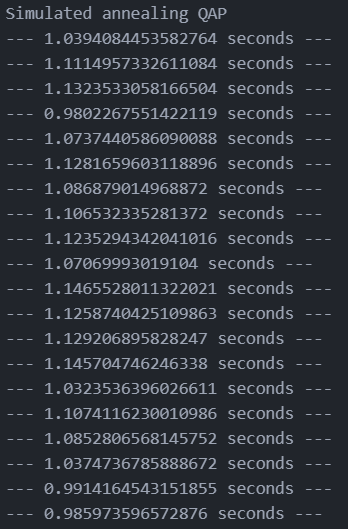 Simulated annealing QAP
--- 1.0394084453582764 seconds ---
--- 1.1114957332611084 seconds ---
--- 1.1323533058166504 seconds ---
--- 0.9802267551422119 seconds ---
--- 1.0737440586090088 seconds ---
--- 1.1281659603118896 seconds ---
--- 1.086879014968872 seconds ---
--- 1.106532335281372 seconds ---
--- 1.1235294342041016 seconds ---
--- 1.07069993019104 seconds ---
--- 1.1465528011322021 seconds ---
--- 1.1258740425109863 seconds ---
--- 1.129206895828247 seconds ---
--- 1.145704746246338 seconds ---
--- 1.0323536396026611 seconds ---
--- 1.1074116230010986 seconds ---
--- 1.0852806568145752 seconds ---
--- 1.0374736785888672 seconds ---
--- 0.9914164543151855 seconds ---
--- 0.985973596572876 seconds ---